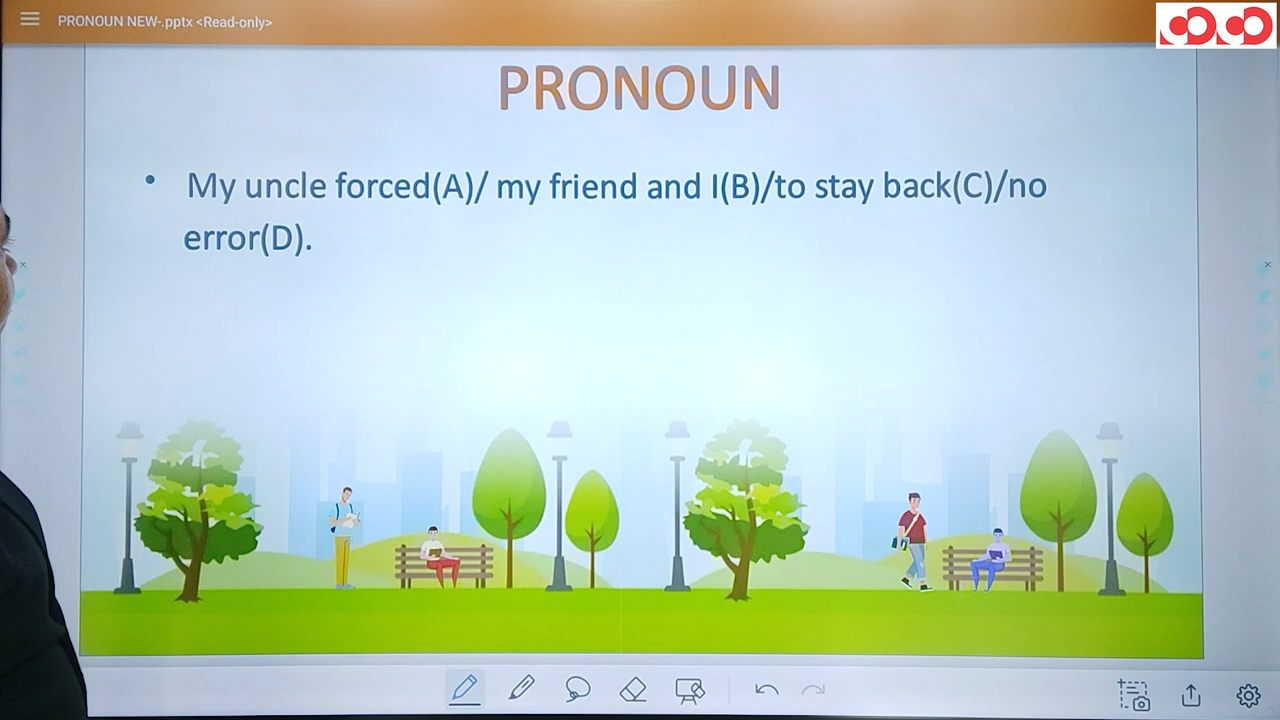 PRONOUN NEW-.pptx <Read-only>
PRONOUN
• My uncle forced(A)/ my friend and I(B)/to stay back(C)/no
error(D).